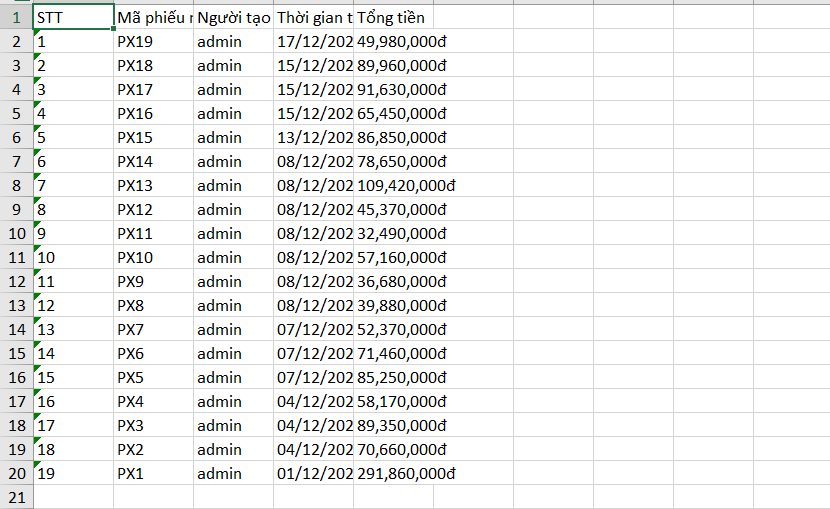 1 STT Mã phiếu Người tạo Thời gian t Tổng tiền
2 1 PX19 admin 17/12/202 49,980,000đ
3 2 PX18 admin 15/12/202 89,960,000đ
4 3 PX17 admin 15/12/202 91,630,000đ
5 4 PX16 admin 15/12/202 65,450,000đ
6 5 PX15 admin 13/12/202 86,850,000đ
7 6 PX14 admin 08/12/202 78,650,000đ
8 7 PX13 admin 08/12/202 109,420,000đ
9 8 PX12 admin 08/12/202 45,370,000đ
10 9 PX11 admin 08/12/202 32,490,000đ
11 10 PX10 admin 08/12/202 57,160,000đ
12 11 PX9 admin 08/12/202 36,680,000đ
13 12 PX8 admin 08/12/202 39,880,000đ
14 13 PX7 admin 07/12/202 52,370,000đ
15 14 PX6 admin 07/12/202 71,460,000đ
16 15 PX5 admin 07/12/202 85,250,000đ
17 16 PX4 admin 04/12/202 58,170,000đ
18 17 PX3 admin 04/12/202 89,350,000đ
19 18 PX2 admin 04/12/202 70,660,000đ
20 19 PX1 admin 01/12/202 291,860,000đ
21